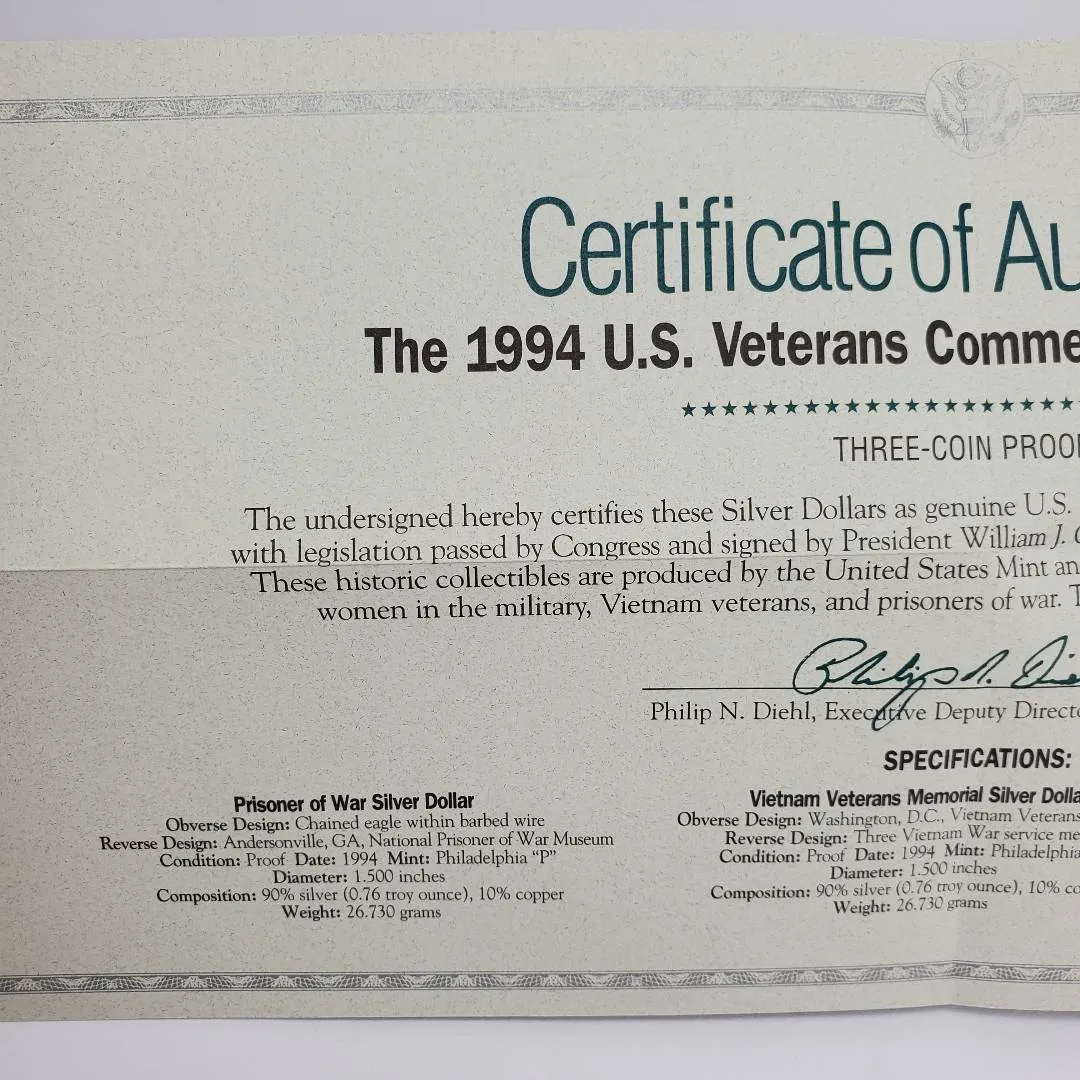 Certificate of Au
The 1994 U.S. Veterans Comme
THREE-COIN PROOF
The undersigned hereby certifies these Silver Dollars as genuine U.S.
with legislation passed by Congress and signed by President William J. C
These historic collectibles are produced by the United States Mint an
women in the military, Vietnam veterans, and prisoners of war. T
Philip N. Die
Philip N. Diehl, Executive Deputy Directo
SPECIFICATIONS:
Prisoner of War Silver Dollar
Obverse Design: Chained eagle within barbed wire
Reverse Design: Andersonville, GA, National Prisoner of War Museum
Condition: Proof Date: 1994 Mint: Philadelphia "P"
Diameter: 1.500 inches
Composition: 90% silver (0.76 troy ounce), 10% copper
Weight: 26.730 grams
Vietnam Veterans Memorial Silver Dolla
Obverse Design: Washington, D.C., Vietnam Veterans
Reverse Design: Three Vietnam War service me
Condition: Proof Date: 1994 Mint: Philadelphia
Diameter: 1.500 inches
Composition: 90% silver (0.76 troy ounce), 10% co
Weight: 26.730 grams